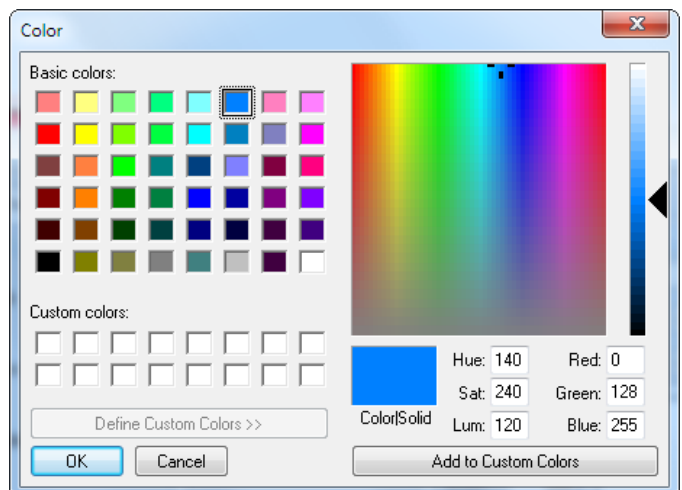 Color
Basic colors:
Custom colors:
Define Custom Colors >>
OK Cancel
Color|Solid
Hue: 140 Red: 0
Sat: 240 Green: 128
Lum: 120 Blue: 255
Add to Custom Colors